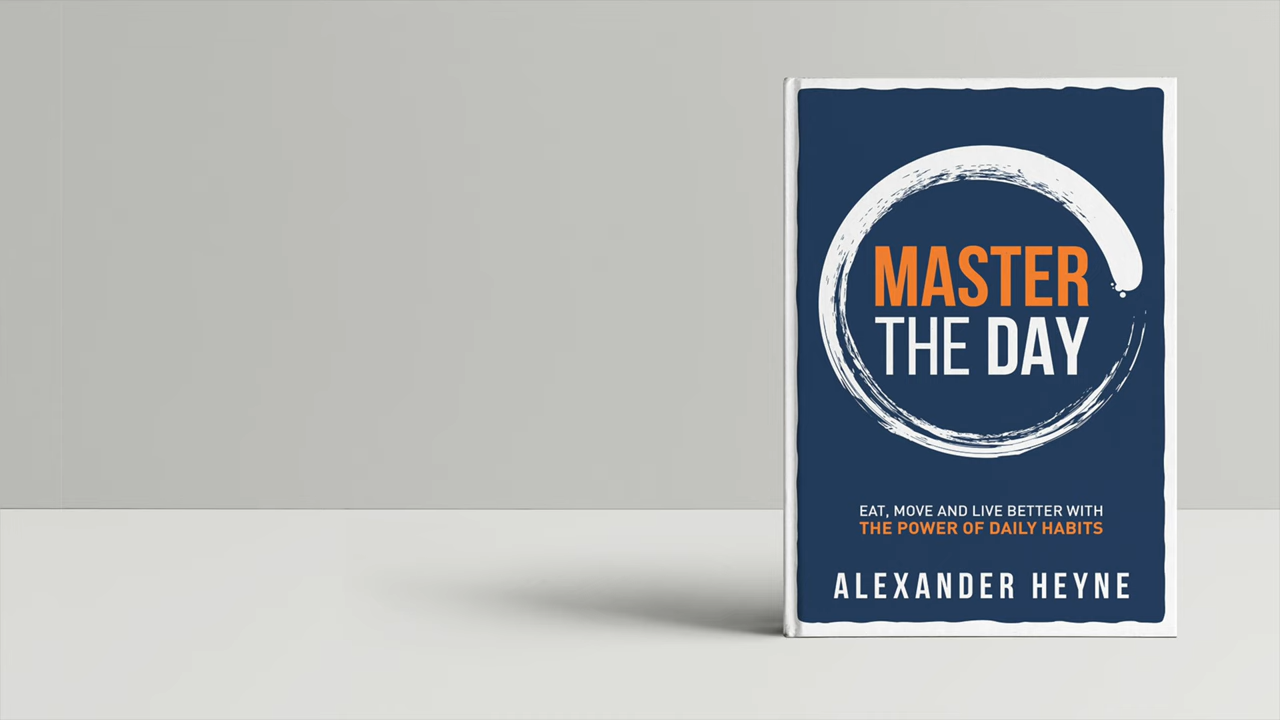 MASTER
THE DAY
EAT, MOVE AND LIVE BETTER WITH
THE POWER OF DAILY HABITS
ALEXANDER HEYNE